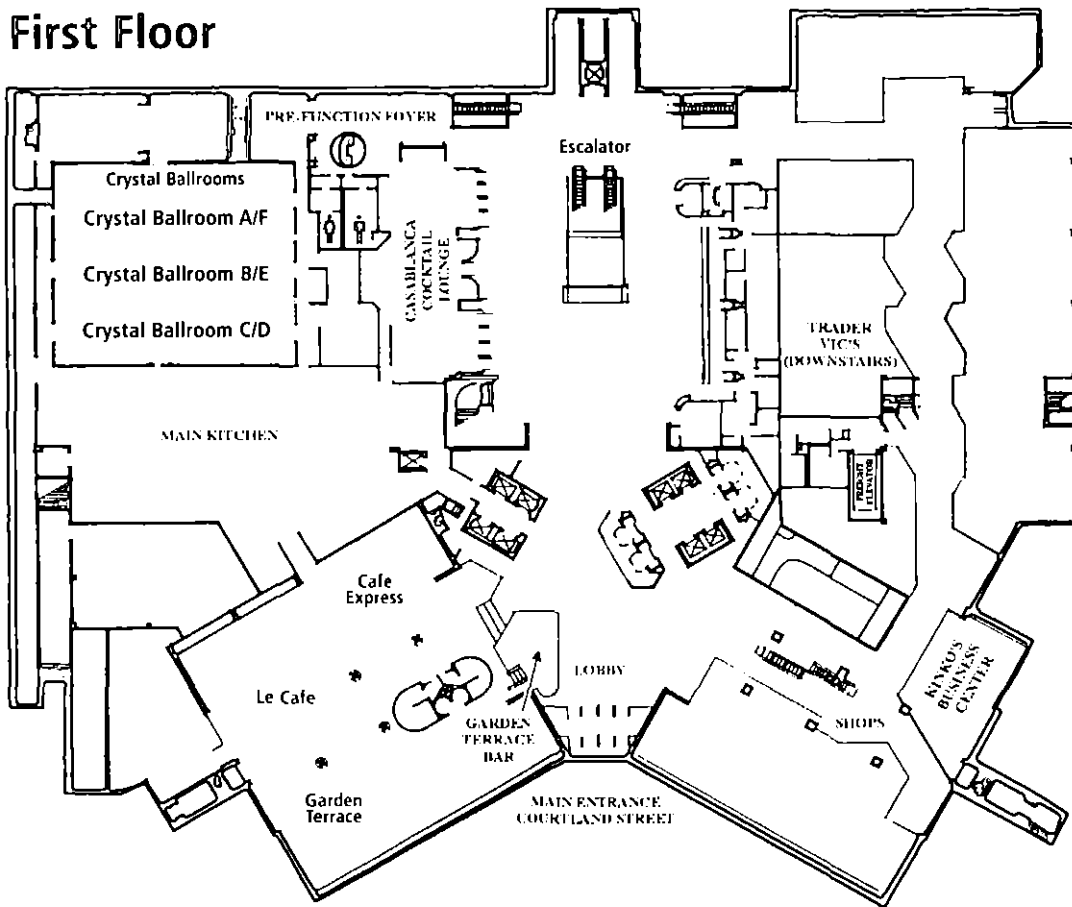 First Floor
PRE-FUNCTION FOYER
Escalator
Crystal Ballrooms
Crystal Ballroom A/F
Crystal Ballroom B/E
Crystal Ballroom C/D
CASABLANCA
COCKTAIL
LOUNGE
TRADER
VIC'S
(DOWNSTAIRS)
MAIN KITCHEN
FREIGHT
ELEVATOR
Cafe
Express
Le Cafe
LOBBY
GARDEN
TERRACE
BAR
SHOPS
KINKO'S
BUSINESS
CENTER
Garden
Terrace
MAIN ENTRANCE
COURTLAND STREET